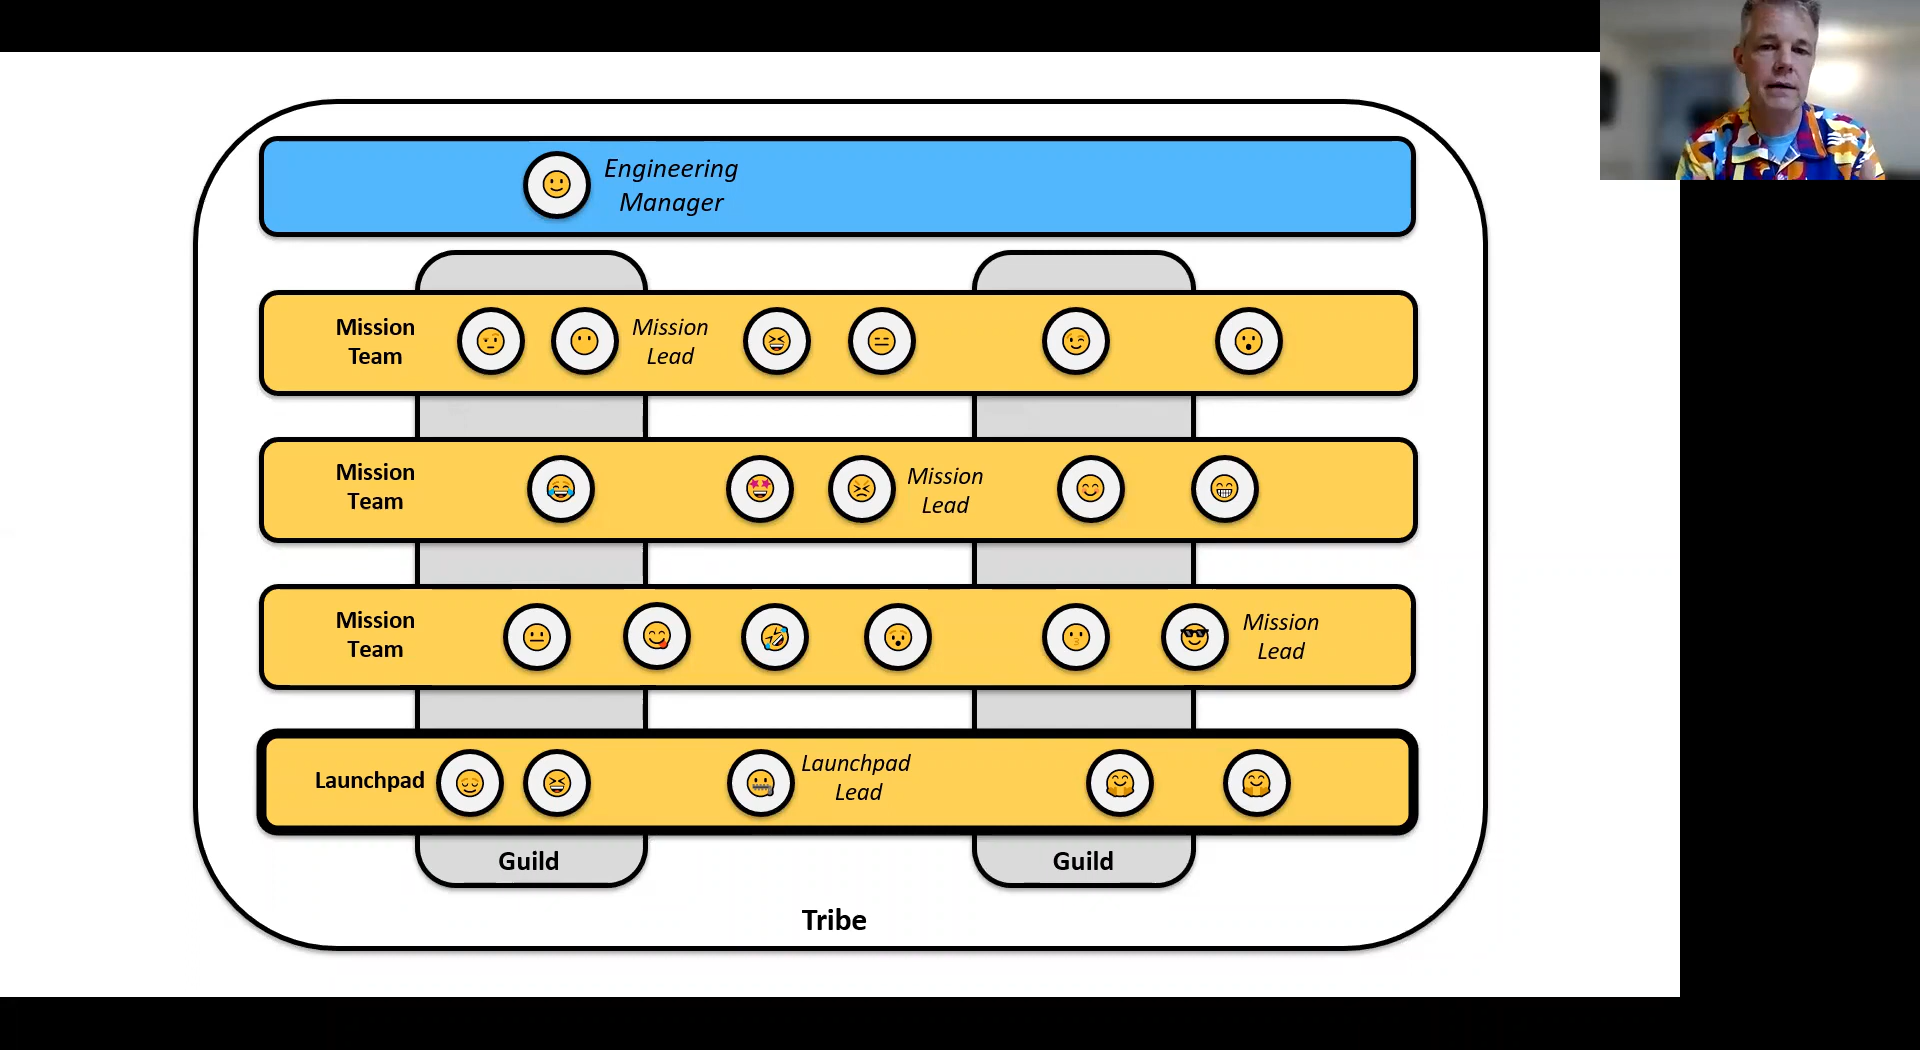 Engineering
Manager
Mission
Team
Mission
Lead
Mission
Team
Mission
Lead
Mission
Team
Mission
Lead
Launchpad
Launchpad
Lead
Guild
Guild
Tribe